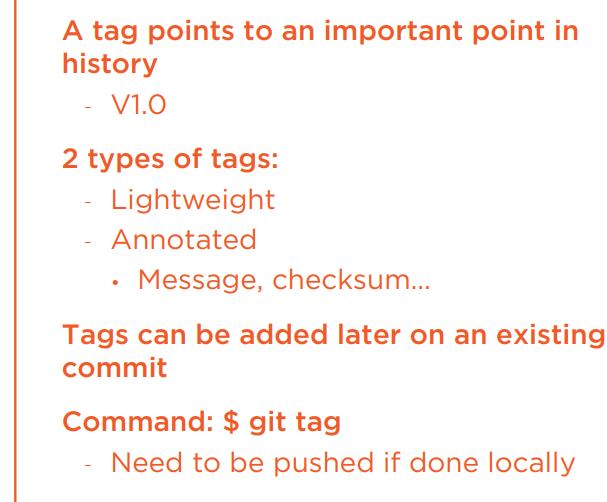 A tag points to an important point in
history
- V1.0
2 types of tags:
- Lightweight
- Annotated
• Message, checksum...
Tags can be added later on an existing
commit
Command: $ git tag
- Need to be pushed if done locally